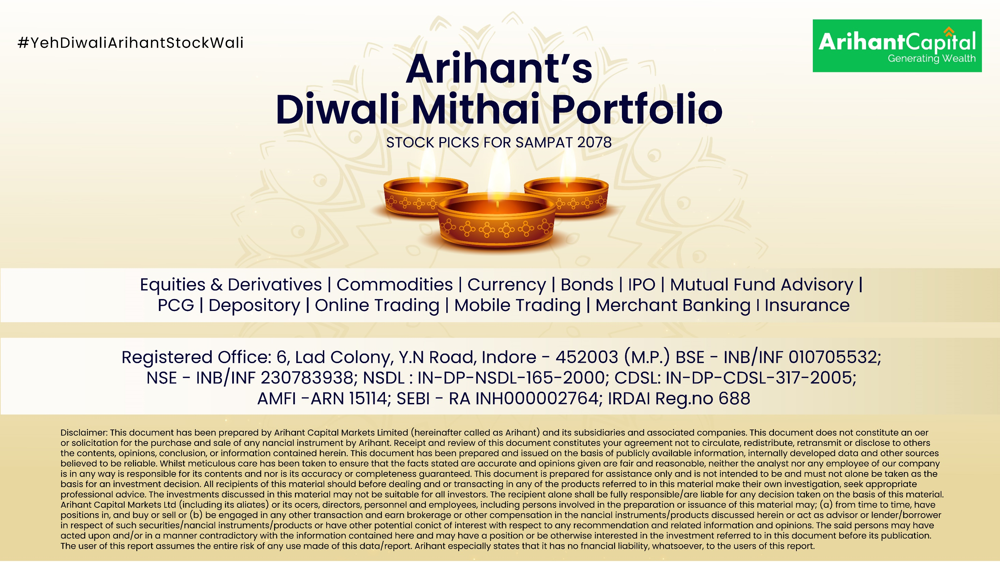 #YehDiwaliArihantStockWali
ArihantCapital
Generating Wealth
Arihant’s
Diwali Mithai Portfolio
STOCK PICKS FOR SAMPAT 2078
Equities & Derivatives | Commodities | Currency | Bonds | IPO | Mutual Fund Advisory |
PCG | Depository | Online Trading | Mobile Trading | Merchant Banking I Insurance
Registered Office: 6, Lad Colony, Y.N Road, Indore - 452003 (M.P.) BSE - INB/INF 010705532;
NSE - INB/INF 230783938; NSDL : IN-DP-NSDL-165-2000; CDSL: IN-DP-CDSL-317-2005;
AMFI -ARN 15114; SEBI - RA INH000002764; IRDAI Reg.no 688
Disclaimer: This document has been prepared by Arihant Capital Markets Limited (hereinafter called as Arihant) and its subsidiaries and associated companies. This document does not constitute an oer
or solicitation for the purchase and sale of any nancial instrument by Arihant. Receipt and review of this document constitutes your agreement not to circulate, redistribute, retransmit or disclose to others
the contents, opinions, conclusion, or information contained herein. This document has been prepared and issued on the basis of publicly available information, internally developed data and other sources
believed to be reliable. Whilst meticulous care has been taken to ensure that the facts stated are accurate and opinions given are fair and reasonable, neither the analyst nor any employee of our company
is in any way is responsible for its contents and nor is its accuracy or completeness guaranteed. This document is prepared for assistance only and is not intended to be and must not alone be taken as the
basis for an investment decision. All recipients of this material should before dealing and or transacting in any of the products referred to in this material make their own investigation, seek appropriate
professional advice. The investments discussed in this material may not be suitable for all investors. The recipient alone shall be fully responsible/are liable for any decision taken on the basis of this material.
Arihant Capital Markets Ltd (including its aliates) or its ocers, directors, personnel and employees, including persons involved in the preparation or issuance of this material may; (a) from time to time, have
positions in, and buy or sell or (b) be engaged in any other transaction and earn brokerage or other compensation in the nancial instruments/products discussed herein or act as advisor or lender/borrower
in respect of such securities/nancial instruments/products or have other potential conict of interest with respect to any recommendation and related information and opinions. The said persons may have
acted upon and/or in a manner contradictory with the information contained here and may have a position or be otherwise interested in the investment referred to in this document before its publication.
The user of this report assumes the entire risk of any use made of this data/report. Arihant especially states that it has no fnancial liability, whatsoever, to the users of this report.